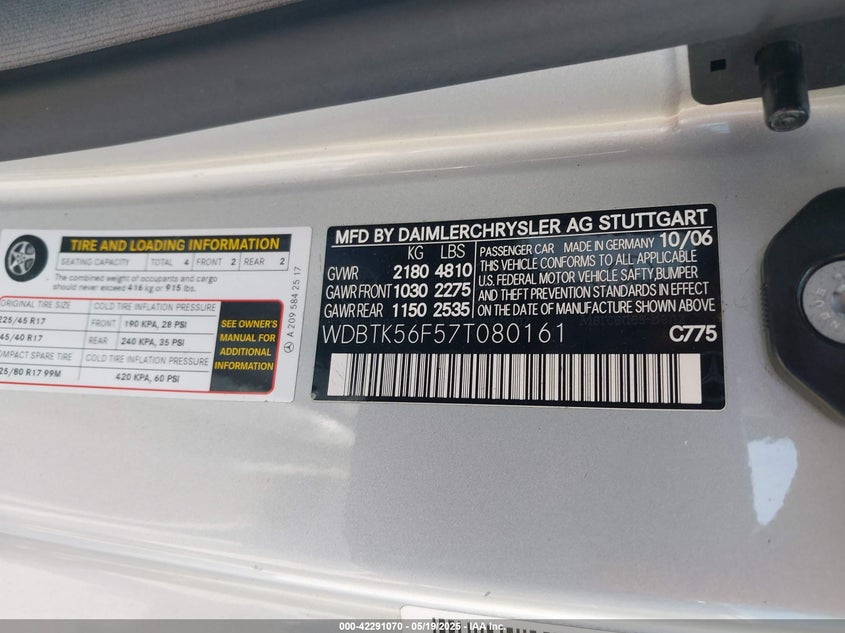 TIRE AND LOADING INFORMATION
SEATING CAPACITY TOTAL 4 FRONT 2 REAR 2
The combined weight of occupants and cargo
should never exceed 416 kg or 915 lbs.
ORIGINAL TIRE SIZE COLD TIRE INFLATION PRESSURE
225/45 R17 FRONT 190 KPA, 28 PSI
45/40 R17 REAR 240 KPA, 35 PSI
COMPACT SPARE TIRE COLD TIRE INFLATION PRESSURE
25/80 R17 99M 420 KPA, 60 PSI
SEE OWNER'S
MANUAL FOR
ADDITIONAL
INFORMATION
A 209 584 25 17
MFD BY DAIMLERCHRYSLER AG STUTTGART
KG LBS
GVWR 2180 4810
GAWR FRONT 1030 2275
GAWR REAR 1150 2535
PASSENGER CAR MADE IN GERMANY 10/06
THIS VEHICLE CONFORMS TO ALL APPLICABLE
U.S. FEDERAL MOTOR VEHICLE SAFTY,BUMPER
AND THEFT PREVENTION STANDARDS IN EFFECT
ON THE DATE OF MANUFACTURE SHOWN ABOVE
WDBTK56F57T080161
Mercedes-Benz
C775
000-42291070 - 05/19/2025 - IAA Inc.